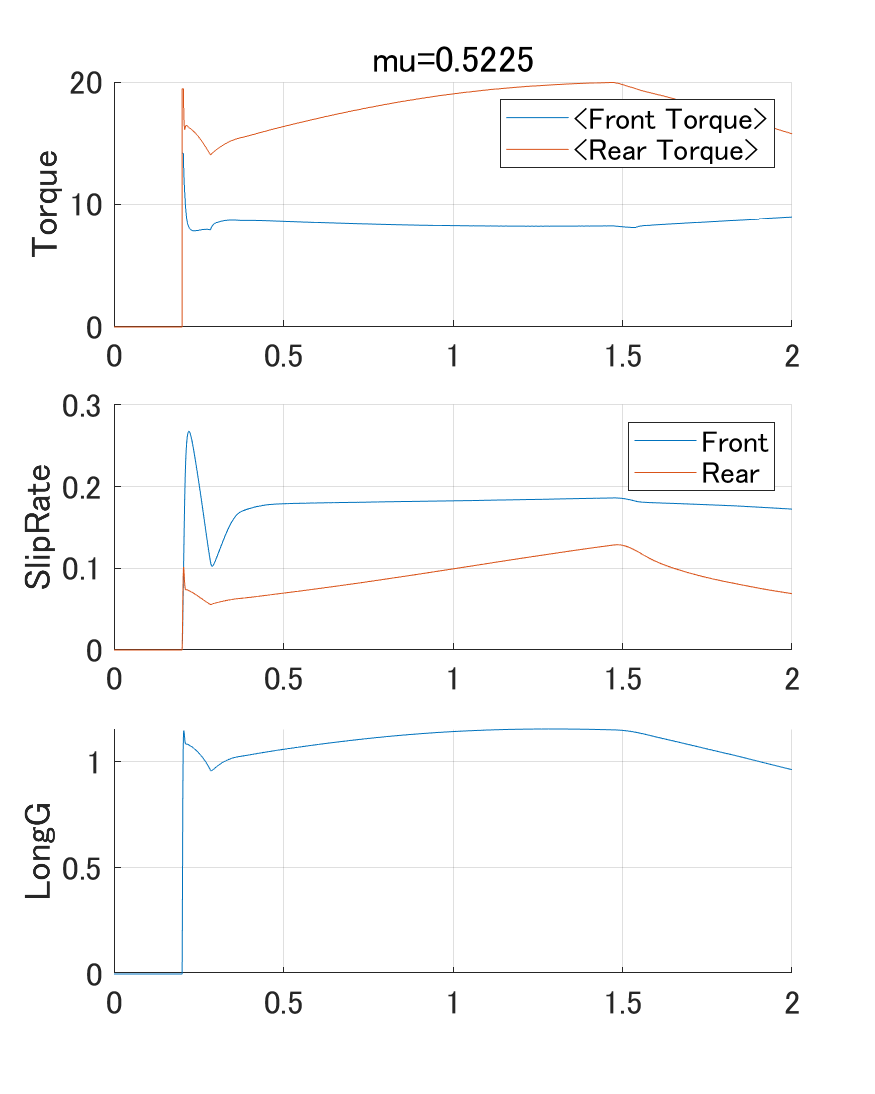 mu=0.5225
Torque
20
10
0
0 0.5 1 1.5 2
<Front Torque>
<Rear Torque>
SlipRate
0.3
0.2
0.1
0
0 0.5 1 1.5 2
Front
Rear
LongG
1
0.5
0
0 0.5 1 1.5 2